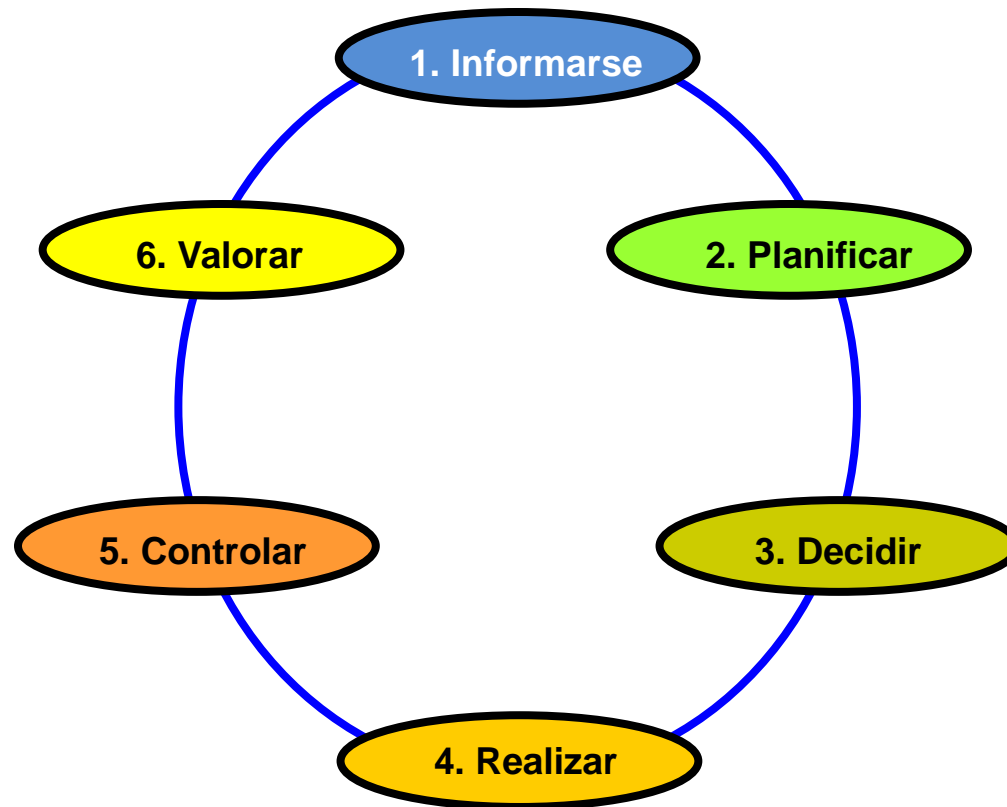 1. Informarse
2. Planificar
3. Decidir
4. Realizar
5. Controlar
6. Valorar